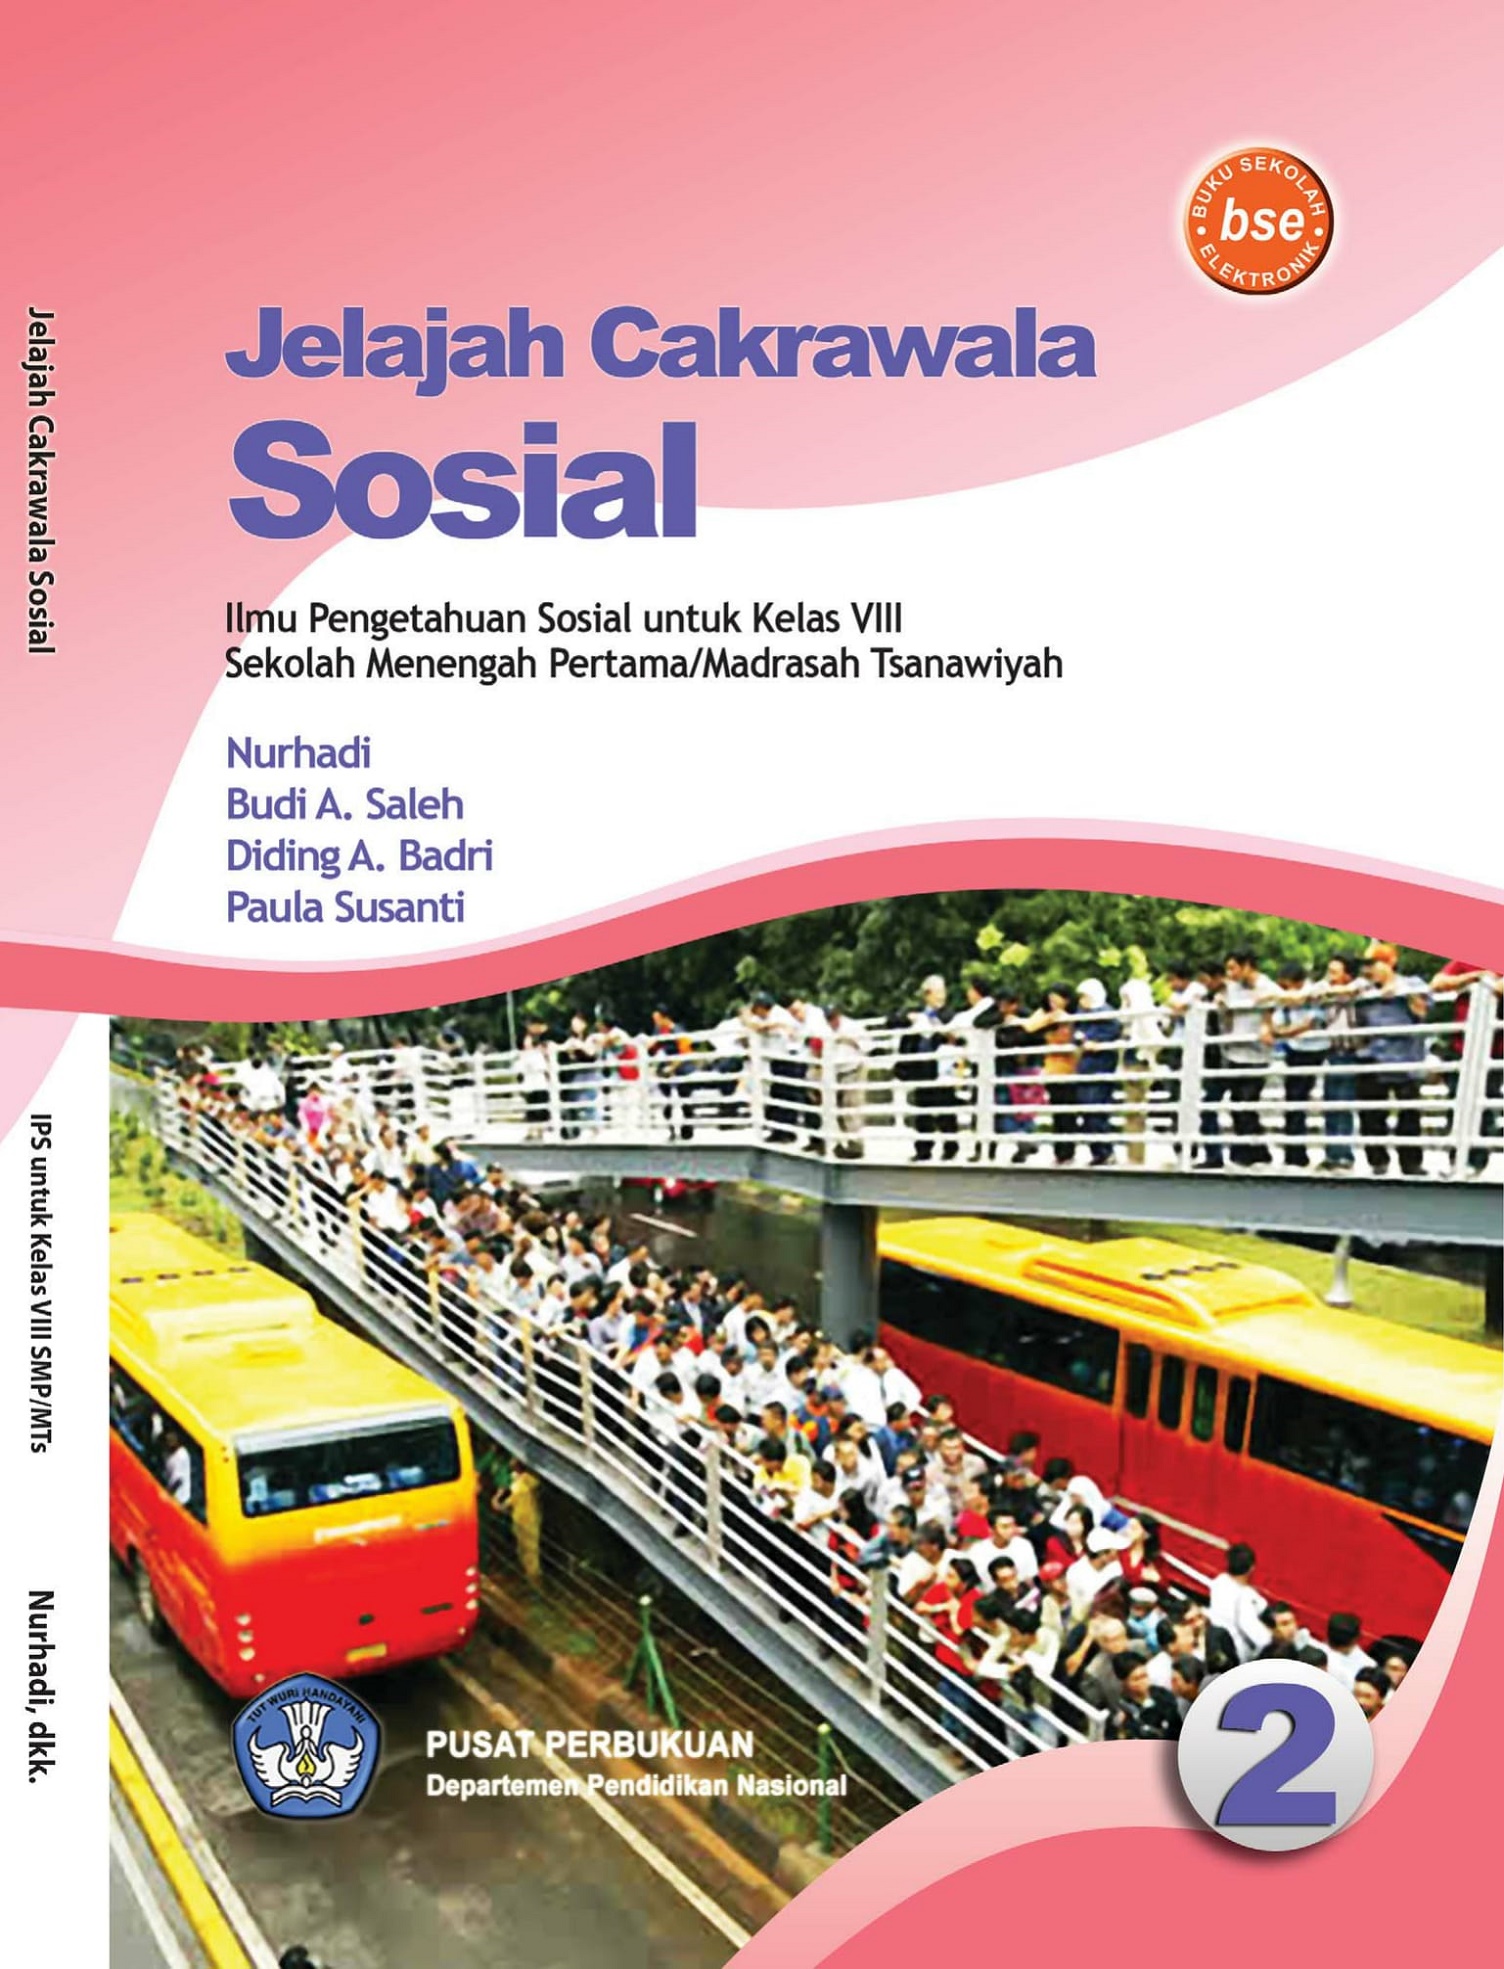 BUKU SEKOLAH
bse
ELEKTRONIK
Jelajah Cakrawala
Sosial
Ilmu Pengetahuan Sosial untuk Kelas VIII
Sekolah Menengah Pertama/Madrasah Tsanawiyah
Nurhadi
Budi A. Saleh
Diding A. Badri
Paula Susanti
Jelajah Cakrawala Sosial
IPS untuk Kelas VIII SMP/MTs
Nurhadi, dkk.
TUT WURI HANDAYANI
PUSAT PERBUKUAN
Departemen Pendidikan Nasional
2